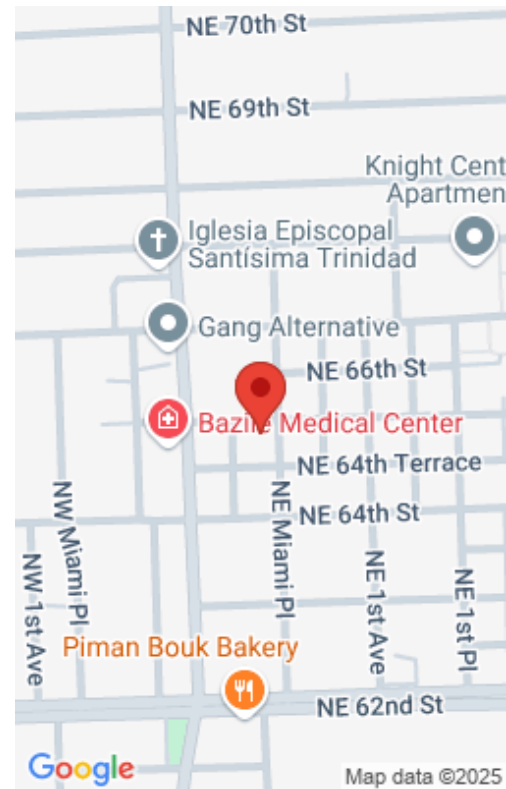 NE 70th St
NE 69th St
Knight Cent
Apartmen
Iglesia Episcopal
Santísima Trinidad
Gang Alternative
NE 66th St
Bazile Medical Center
NE 64th Terrace
NE 64th St
NW Miami Pl
NE Miami Pl
NW 1st Ave
NE 1st Ave
NE 1st Pl
Piman Bouk Bakery
NE 62nd St
Google
Map data ©2025